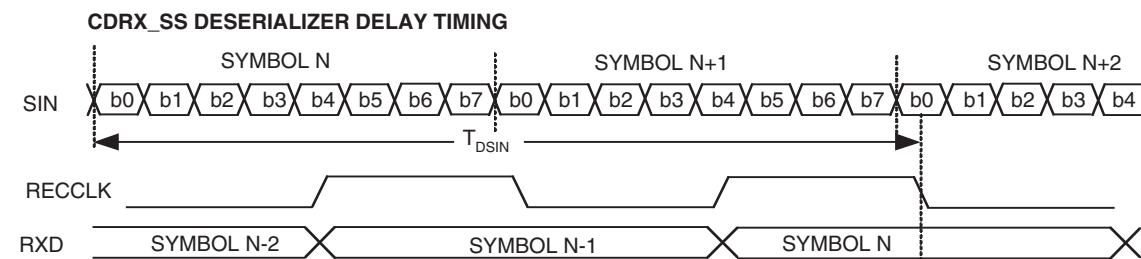 CDRX_SS DESERIALIZER DELAY TIMING
SYMBOL N SYMBOL N+1 SYMBOL N+2
SIN b0 b1 b2 b3 b4 b5 b6 b7 b0 b1 b2 b3 b4 b5 b6 b7 b0 b1 b2 b3 b4
TDSIN
RECCLK
RXD SYMBOL N-2 SYMBOL N-1 SYMBOL N